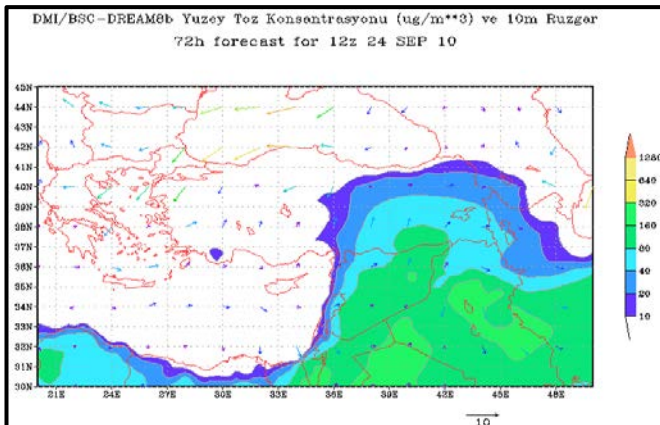 DMI/BSC-DREAM8b Yuzey Toz Konsantrasyonu (ug/m**3) ve 10m Ruzgar
72h forecast for 12z 24 SEP 10
45N
44N
43N
42N
41N
40N
39N
38N
37N
36N
35N
34N
33N
32N
31N
30N
21E 24E 27E 30E 33E 36E 39E 42E 45E 48E
1280
640
320
160
80
40
20
10
10